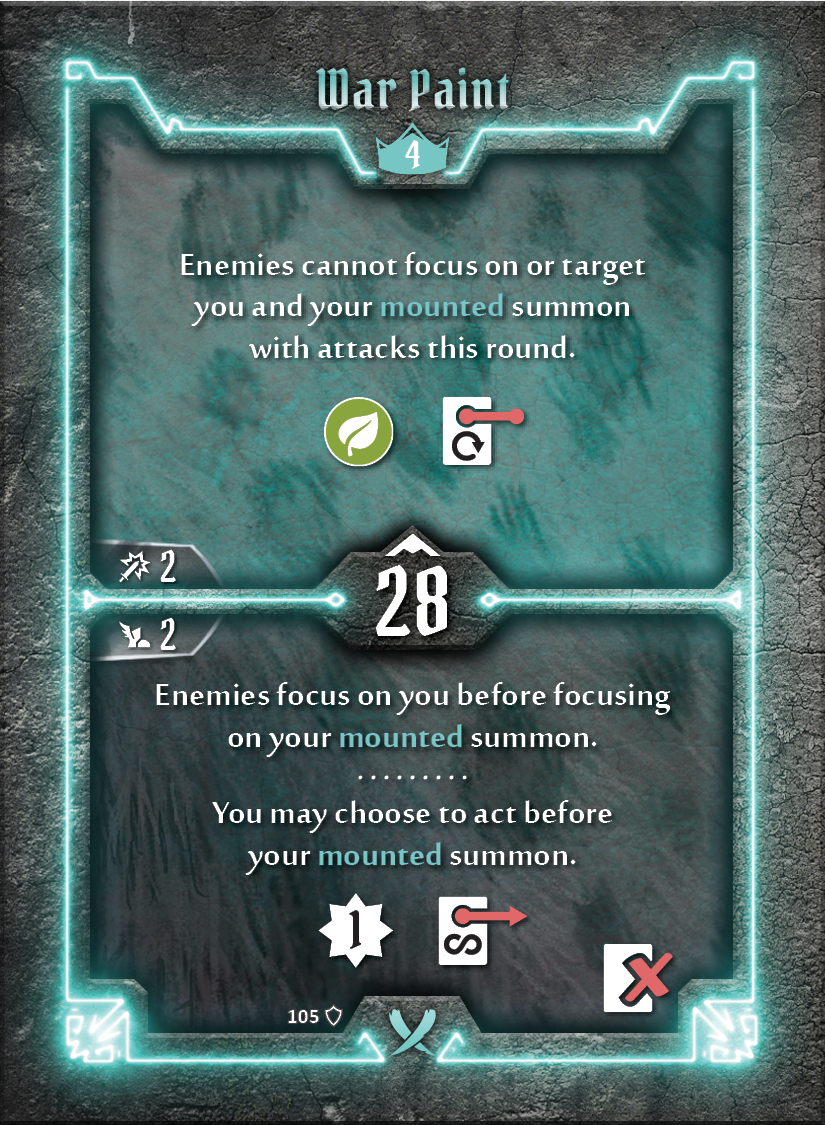 War Paint
4
Enemies cannot focus on or target
you and your mounted summon
with attacks this round.
2
28
2
Enemies focus on you before focusing
on your mounted summon.
.........
You may choose to act before
your mounted summon.
1
105